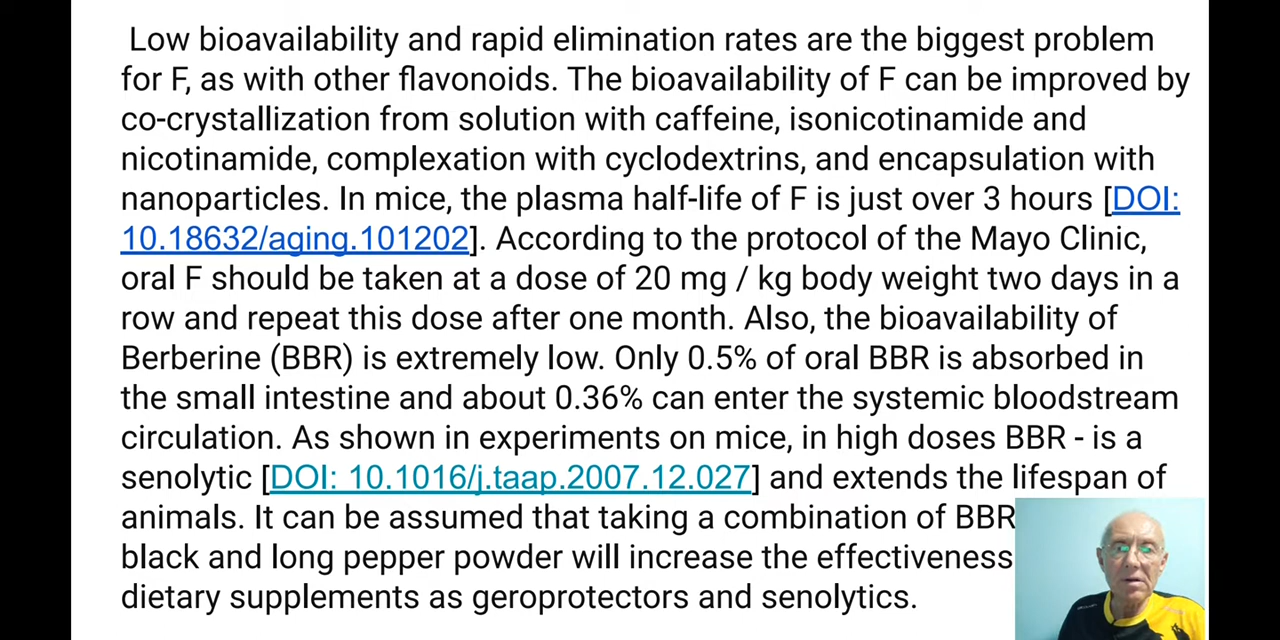 Low bioavailability and rapid elimination rates are the biggest problem
for F, as with other flavonoids. The bioavailability of F can be improved by
co-crystallization from solution with caffeine, isonicotinamide and
nicotinamide, complexation with cyclodextrins, and encapsulation with
nanoparticles. In mice, the plasma half-life of F is just over 3 hours [DOI:
10.18632/aging.101202]. According to the protocol of the Mayo Clinic,
oral F should be taken at a dose of 20 mg / kg body weight two days in a
row and repeat this dose after one month. Also, the bioavailability of
Berberine (BBR) is extremely low. Only 0.5% of oral BBR is absorbed in
the small intestine and about 0.36% can enter the systemic bloodstream
circulation. As shown in experiments on mice, in high doses BBR - is a
senolytic [DOI: 10.1016/j.taap.2007.12.027] and extends the lifespan of
animals. It can be assumed that taking a combination of BBR
black and long pepper powder will increase the effectiveness
dietary supplements as geroprotectors and senolytics.